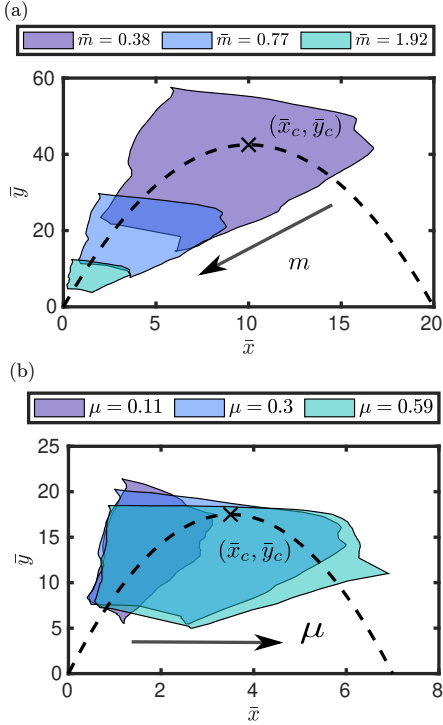 (a)
m̄ = 0.38 m̄ = 0.77 m̄ = 1.92
60
40
20
0
ȳ
(x̄c, ȳc)
m
0 5 10 15 20
x̄
(b)
μ = 0.11 μ = 0.3 μ = 0.59
25
20
15
10
5
0
ȳ
(x̄c, ȳc)
μ
0 2 4 6 8
x̄